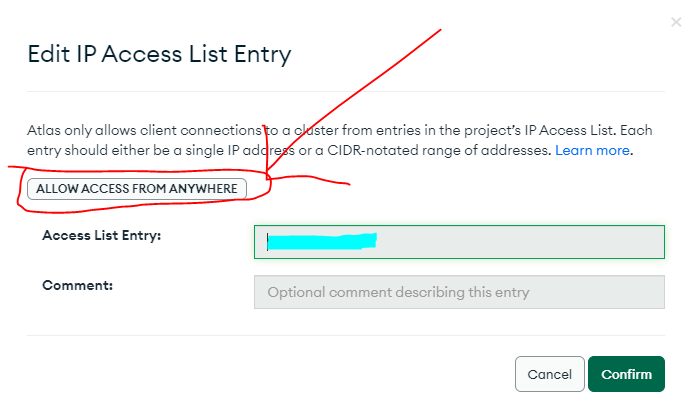 Edit IP Access List Entry
Atlas only allows client connections to a cluster from entries in the project's IP Access List. Each
entry should either be a single IP address or a CIDR-notated range of addresses. Learn more.
ALLOW ACCESS FROM ANYWHERE
Access List Entry:
Comment:
Optional comment describing this entry
Cancel
Confirm